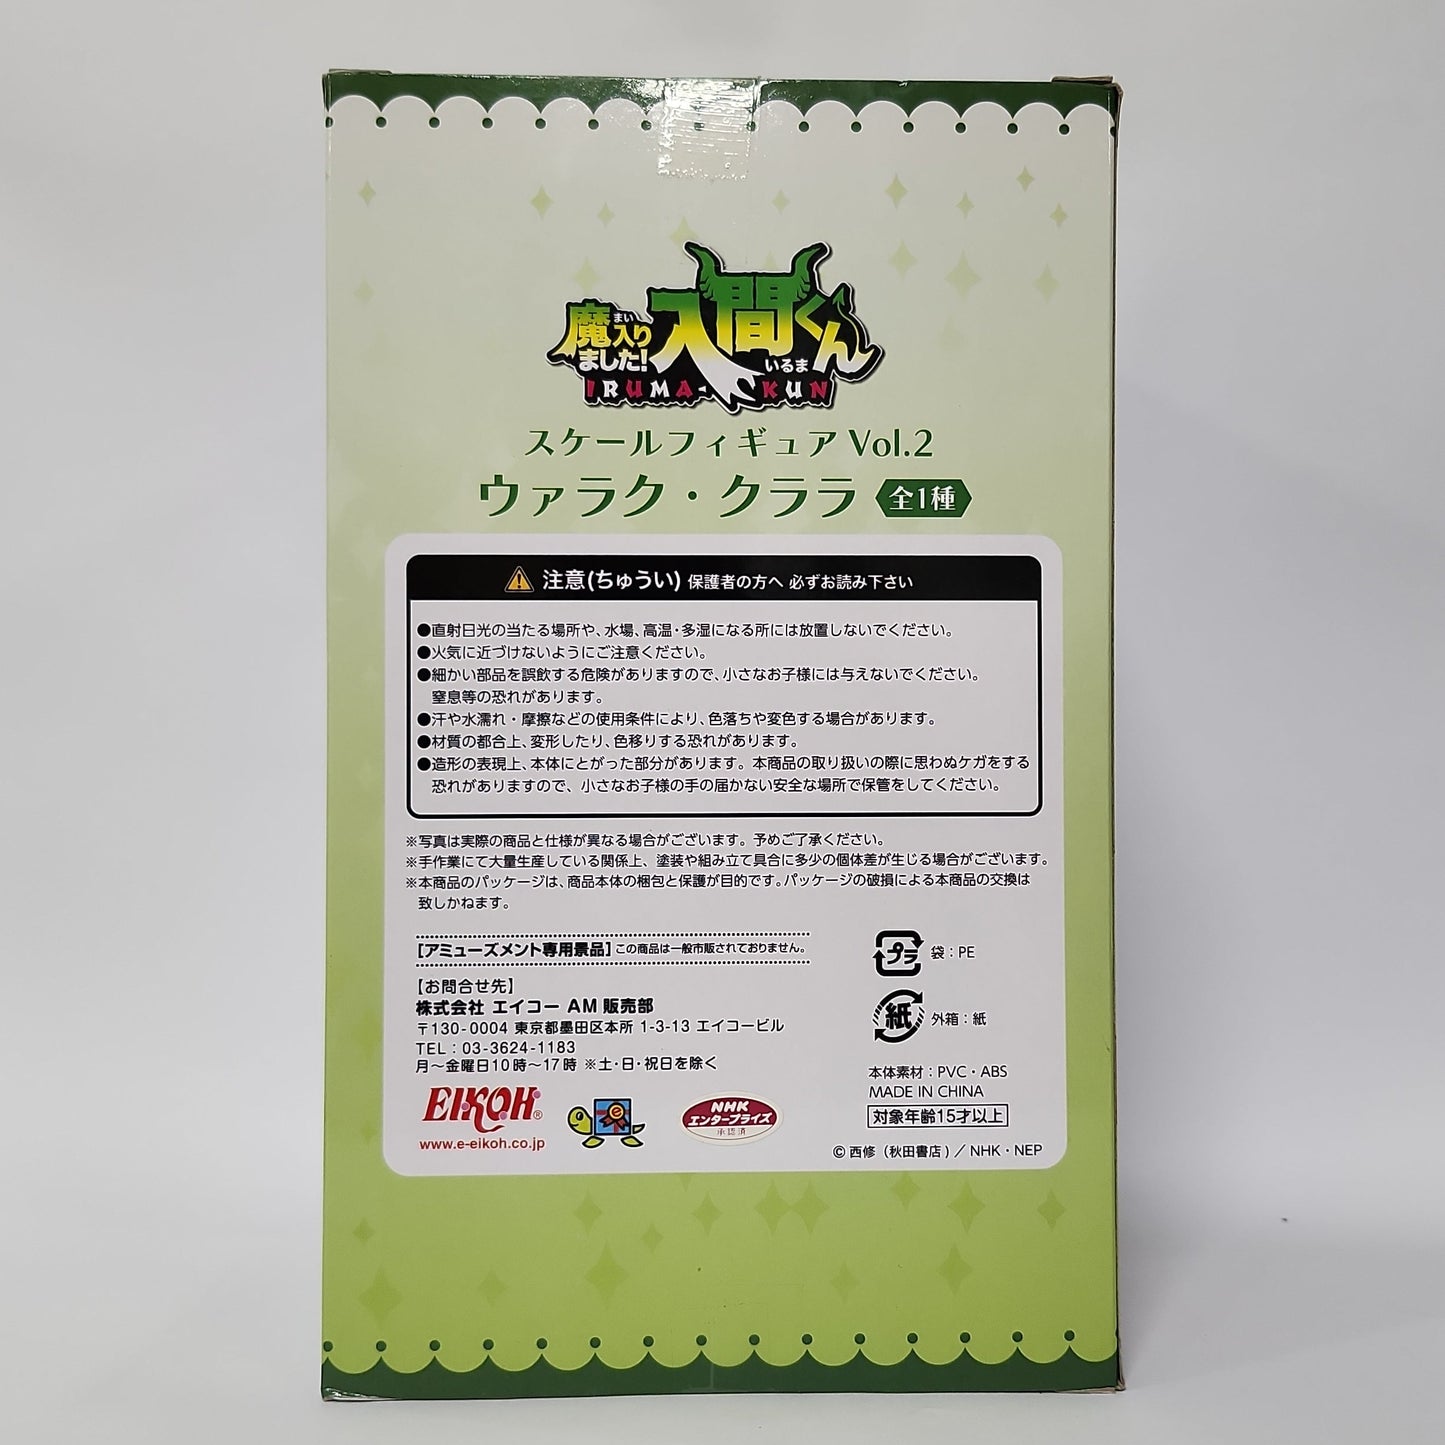 魔入りました!入間くん
まい
いるま
IRUMA-KUN
スケールフィギュア Vol.2
ウァラク・クララ 全1種
注意(ちゅうい) 保護者の方へ 必ずお読み下さい
●直射日光の当たる場所や、水場、高温・多湿になる所には放置しないでください。
●火気に近づけないようにご注意ください。
●細かい部品を誤飲する危険がありますので、小さなお子様には与えないでください。
窒息等の恐れがあります。
●汗や水濡れ・摩擦などの使用条件により、色落ちや変色する場合があります。
●材質の都合上、変形したり、色移りする恐れがあります。
●造形の表現上、本体にとがった部分があります。本商品の取り扱いの際に思わぬケガをする
恐れがありますので、小さなお子様の手の届かない安全な場所で保管をしてください。
※写真は実際の商品と仕様が異なる場合がございます。予めご了承ください。
※手作業にて大量生産している関係上、塗装や組み立て具合に多少の個体差が生じる場合がございます。
※本商品のパッケージは、商品本体の梱包と保護が目的です。パッケージの破損による本商品の交換は
致しかねます。
[アミューズメント専用景品] この商品は一般市販されておりません。
【お問合せ先】
株式会社 エイコー AM 販売部
〒130-0004 東京都墨田区本所 1-3-13 エイコービル
TEL:03-3624-1183
月～金曜日10時～17時 ※土・日・祝日を除く
EIKOH®
www.e-eikoh.co.jp
e
NHK
エンタープライズ
承認済
プラ 袋:PE
紙 外箱:紙
本体素材:PVC・ABS
MADE IN CHINA
対象年齢15才以上
©西修(秋田書店)/NHK・NEP